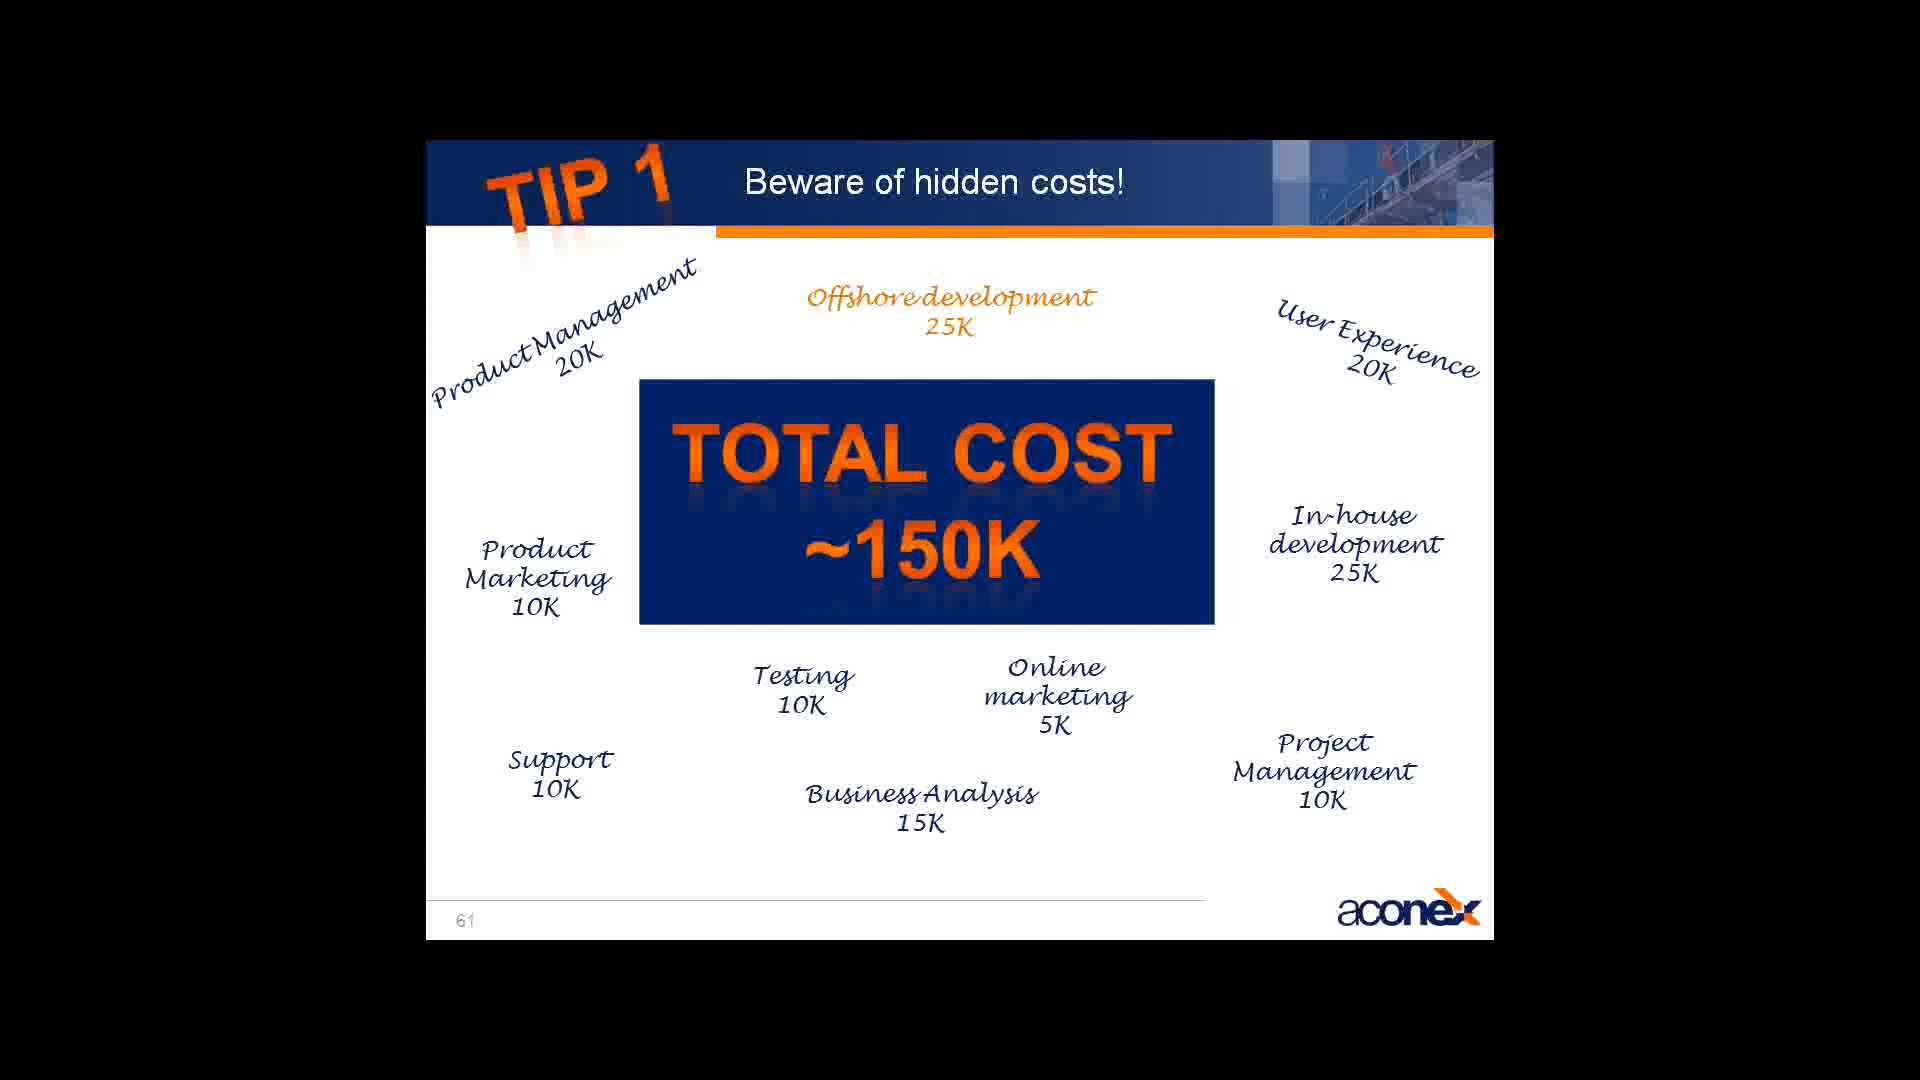 TIP 1
Beware of hidden costs!
Product Management
20K
Offshore development
25K
User Experience
20K
TOTAL COST
~150K
Product
Marketing
10K
In-house
development
25K
Testing
10K
Online
marketing
5K
Support
10K
Business Analysis
15K
Project
Management
10K
61
aconex